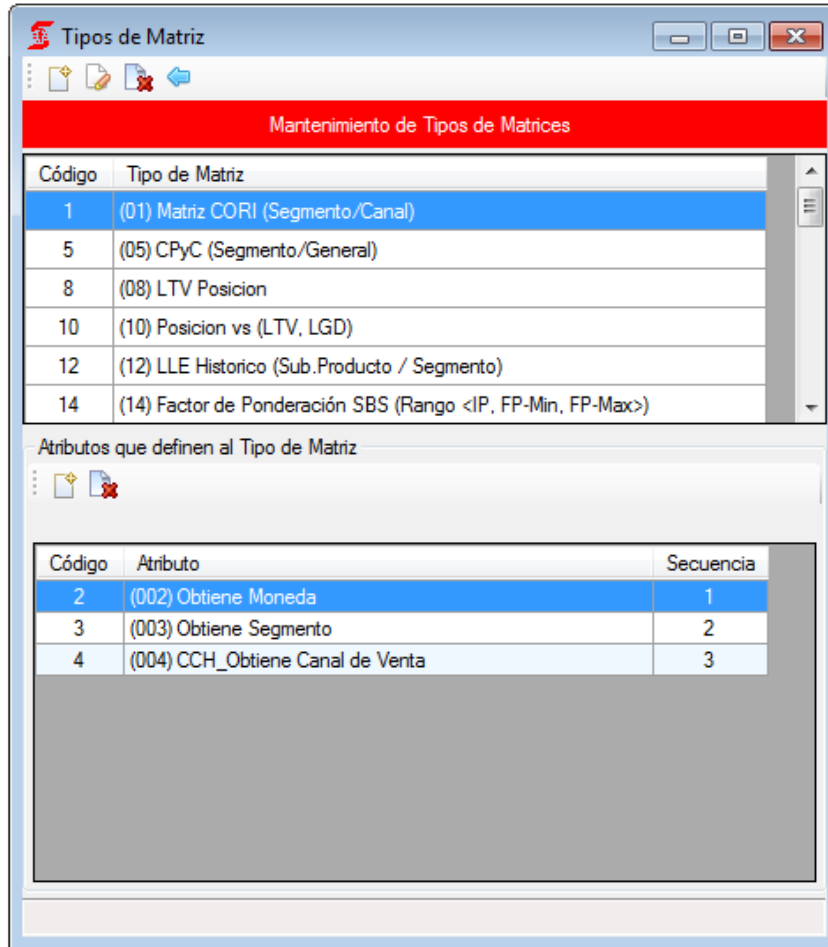 Tipos de Matriz
Mantenimiento de Tipos de Matrices
Código Tipo de Matriz
1 (01) Matriz CORI (Segmento/Canal)
5 (05) CPyC (Segmento/General)
8 (08) LTV Posicion
10 (10) Posicion vs (LTV, LGD)
12 (12) LLE Historico (Sub.Producto / Segmento)
14 (14) Factor de Ponderación SBS (Rango <IP, FP-Min, FP-Max>)
Atributos que definen al Tipo de Matriz
Código Atributo Secuencia
2 (002) Obtiene Moneda 1
3 (003) Obtiene Segmento 2
4 (004) CCH_Obtiene Canal de Venta 3